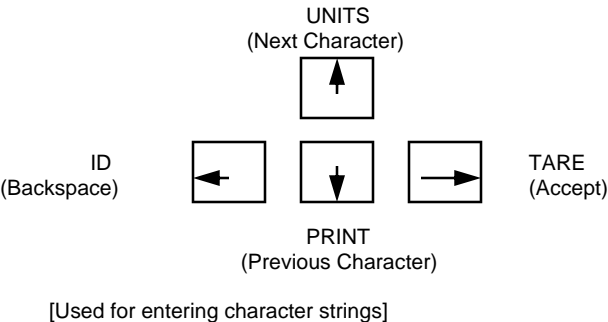 UNITS
(Next Character)
ID
(Backspace)
TARE
(Accept)
PRINT
(Previous Character)
[Used for entering character strings]